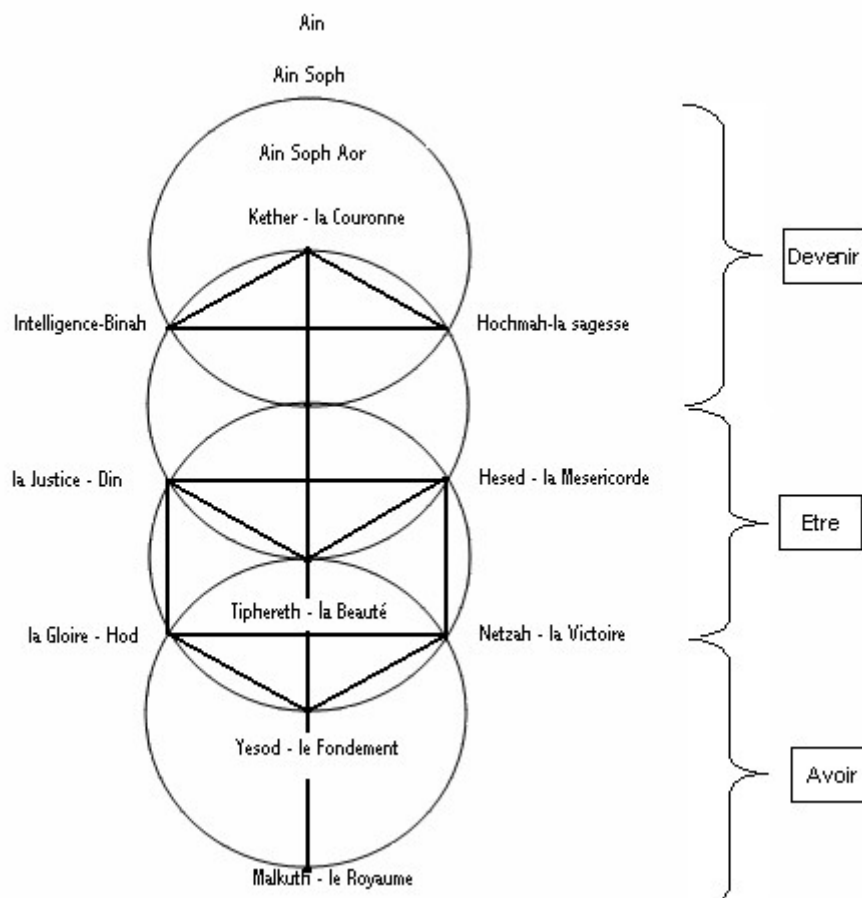 Ain
Ain Soph
Ain Soph Aor
Kether - la Couronne
Devenir
Intelligence-Binah
Hochmah-la sagesse
la Justice - Din
Hesed - la Mesericorde
Etre
Tiphereth - la Beauté
la Gloire - Hod
Netzah - la Victoire
Yesod - le Fondement
Avoir
Malkuth - le Royaume